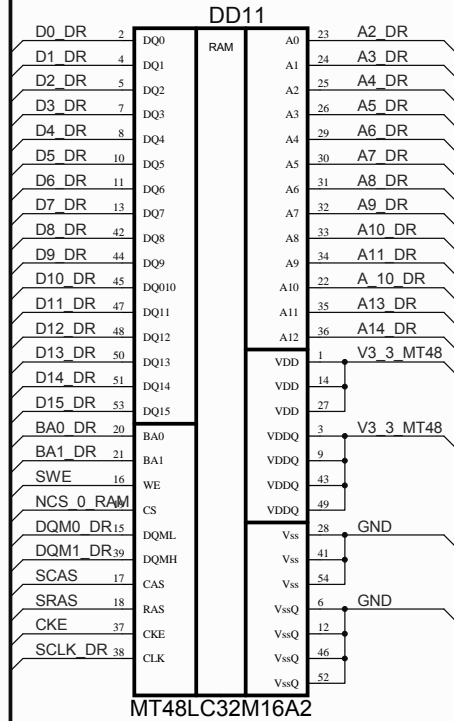 DD11
D0_DR 2 DQ0 RAM A0 23 A2_DR
D1_DR 4 DQ1 A1 24 A3_DR
D2_DR 5 DQ2 A2 25 A4_DR
D3_DR 7 DQ3 A3 26 A5_DR
D4_DR 8 DQ4 A4 29 A6_DR
D5_DR 10 DQ5 A5 30 A7_DR
D6_DR 11 DQ6 A6 31 A8_DR
D7_DR 13 DQ7 A7 32 A9_DR
D8_DR 42 DQ8 A8 33 A10_DR
D9_DR 44 DQ9 A9 34 A11_DR
D10_DR 45 DQ010 A10 22 A_10_DR
D11_DR 47 DQ11 A11 35 A13_DR
D12_DR 48 DQ12 A12 36 A14_DR
D13_DR 50 DQ13 VDD 1 V3_3_MT48
D14_DR 51 DQ14 VDD 14
D15_DR 53 DQ15 VDD 27
BA0_DR 20 BA0 VDDQ 3 V3_3_MT48
BA1_DR 21 BA1 VDDQ 9
SWE 16 WE VDDQ 43
NCS_0_RAM CS VDDQ 49
DQM0_DR 15 DQML Vss 28 GND
DQM1_DR 39 DQMH Vss 41
SCAS 17 CAS Vss 54
SRAS 18 RAS VssQ 6 GND
CKE 37 CKE VssQ 12
SCLK_DR 38 CLK VssQ 46
VssQ 52
MT48LC32M16A2